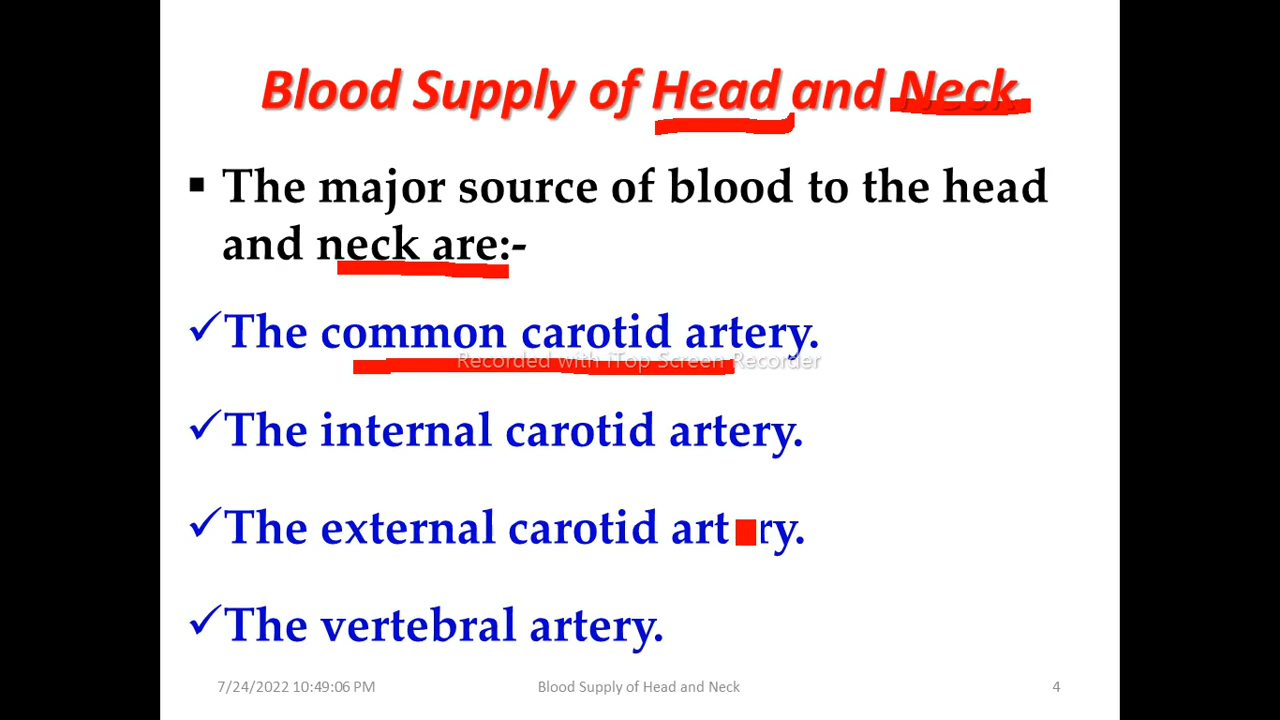 Blood Supply of Head and Neck
▪ The major source of blood to the head
and neck are:-
✓The common carotid artery.
Recorded with iTop Screen Recorder
✓The internal carotid artery.
✓The external carotid artery.
✓The vertebral artery.
7/24/2022 10:49:06 PM
Blood Supply of Head and Neck
4